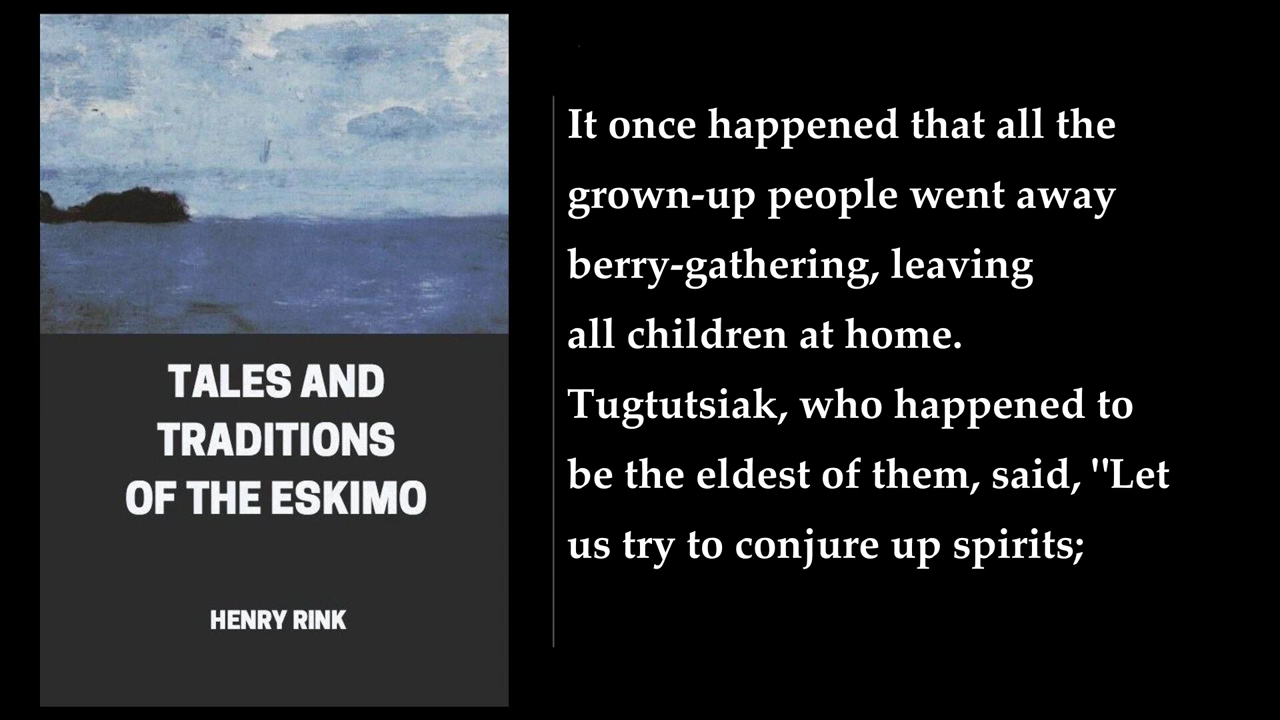 TALES AND
TRADITIONS
OF THE ESKIMO
HENRY RINK
It once happened that all the
grown-up people went away
berry-gathering, leaving
all children at home.
Tugtutsiak, who happened to
be the eldest of them, said, "Let
us try to conjure up spirits;